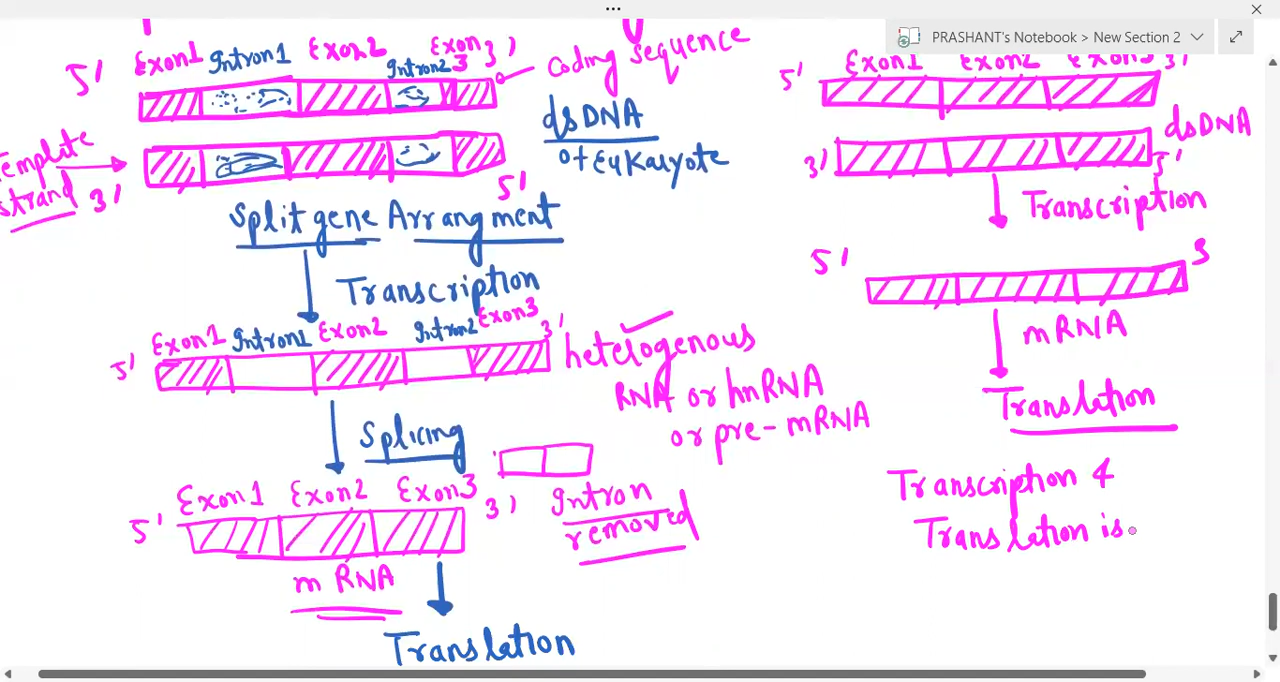 PRASHANT's Notebook > New Section 2
Exon1 Intron1 Exon2 Intron2 Exon 3 3'
5'
coding Sequence
dsDNA
of Eukaryote
Template
strand 3'
5'
Split gene Arrangment
Transcription
Exon1 Intron1 Exon2 Intron2 Exon3
5' 3'
heterogenous
RNA or hnRNA
or pre-mRNA
Splicing
Exon1 Exon2 Exon3
5' 3'
Intron
removed
m RNA
Translation
Exon1 Exon2 Exon3 3'
5'
dsDNA
3' 5'
Transcription
5' 3
mRNA
Translation
Transcription &
Translation is